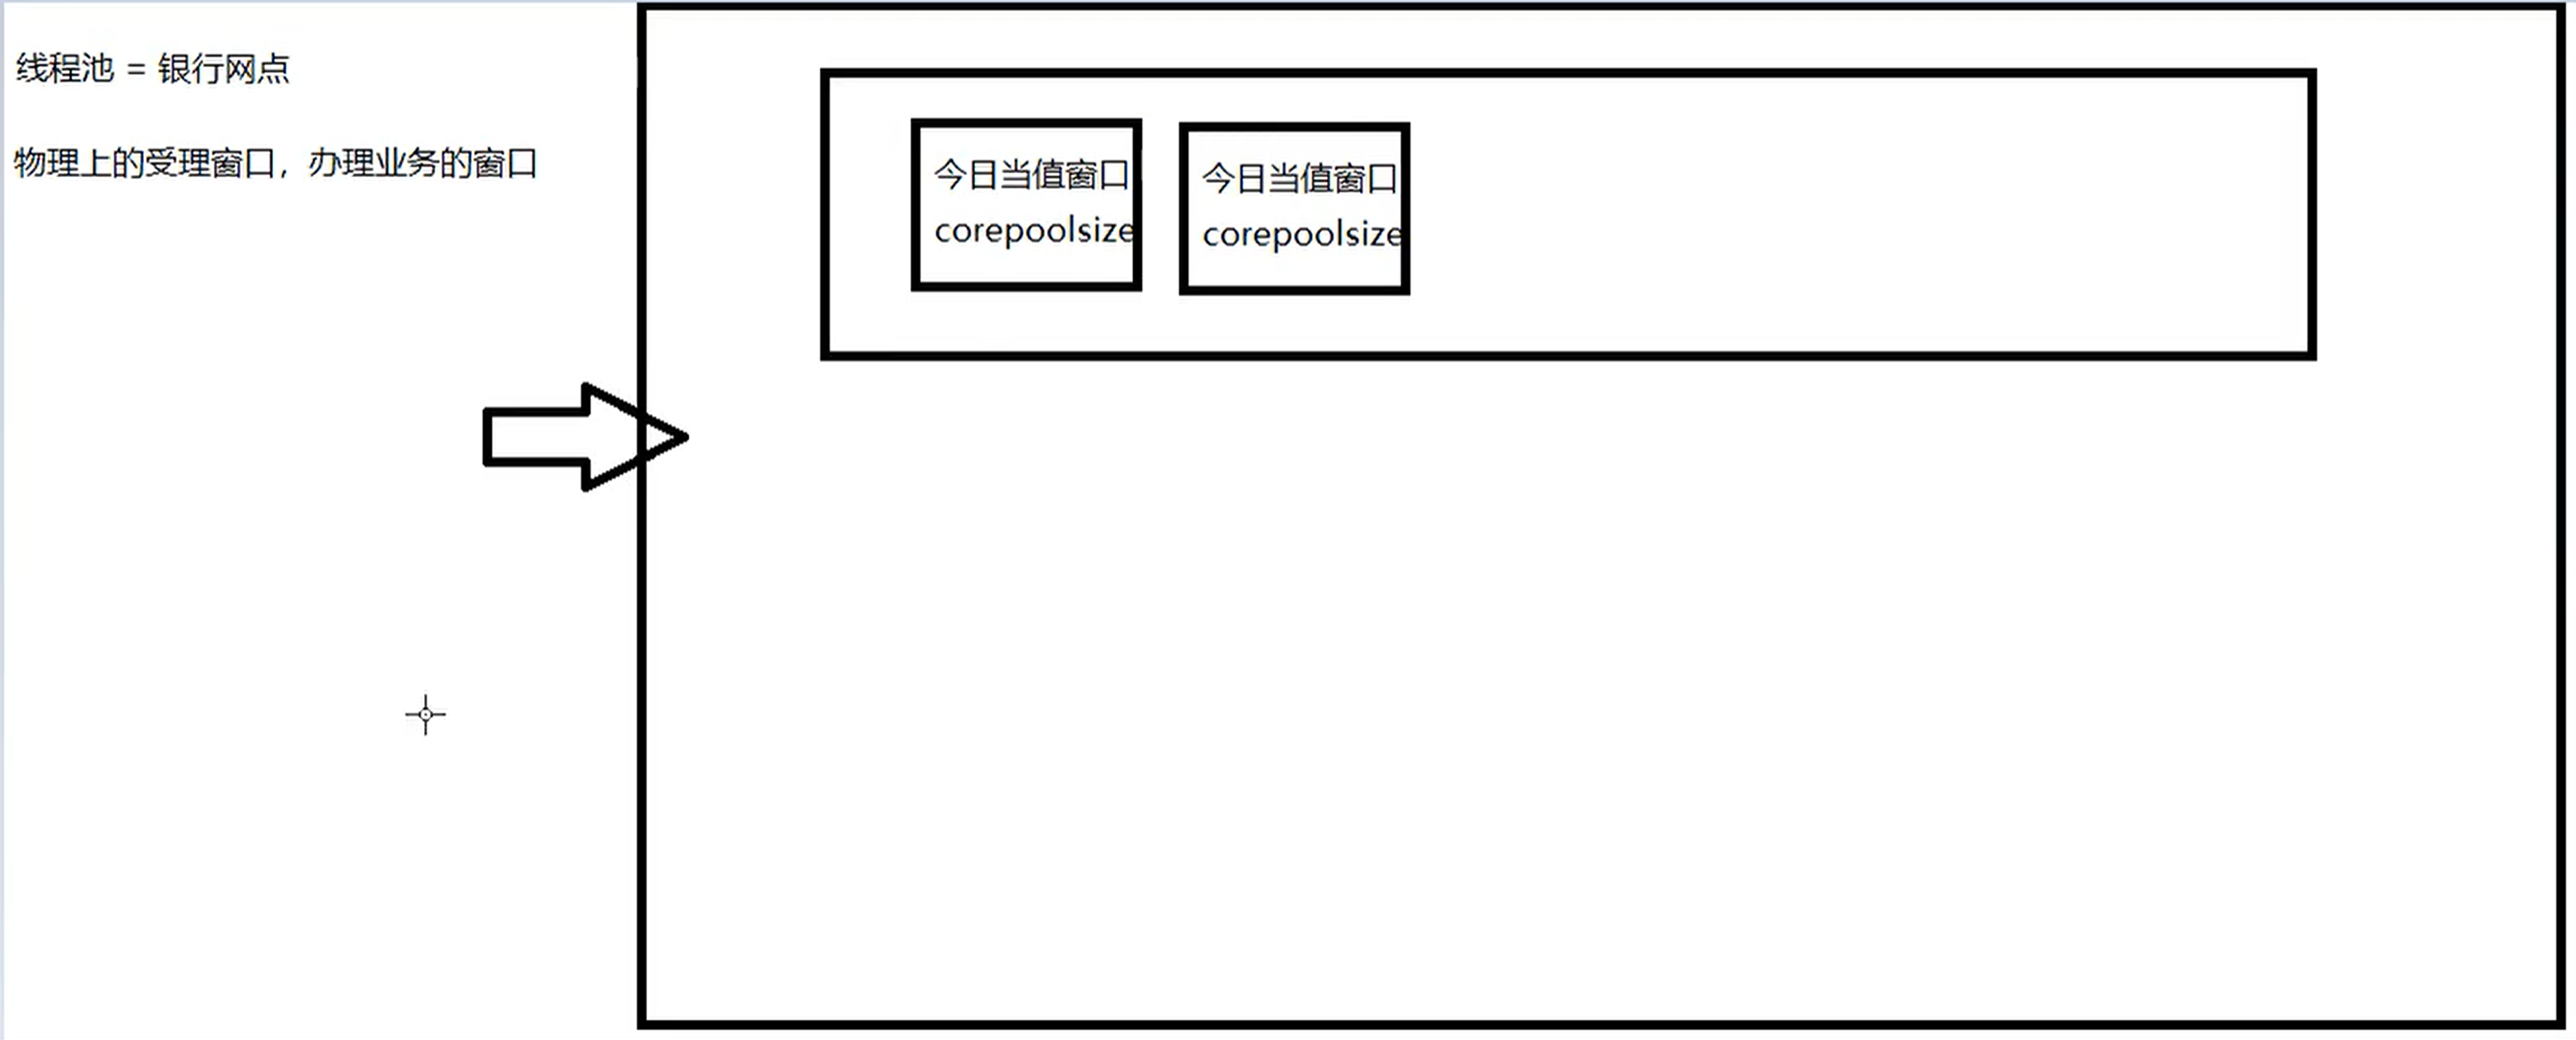 线程池 = 银行网点
物理上的受理窗口，办理业务的窗口
今日当值窗口
corepoolsize
今日当值窗口
corepoolsize